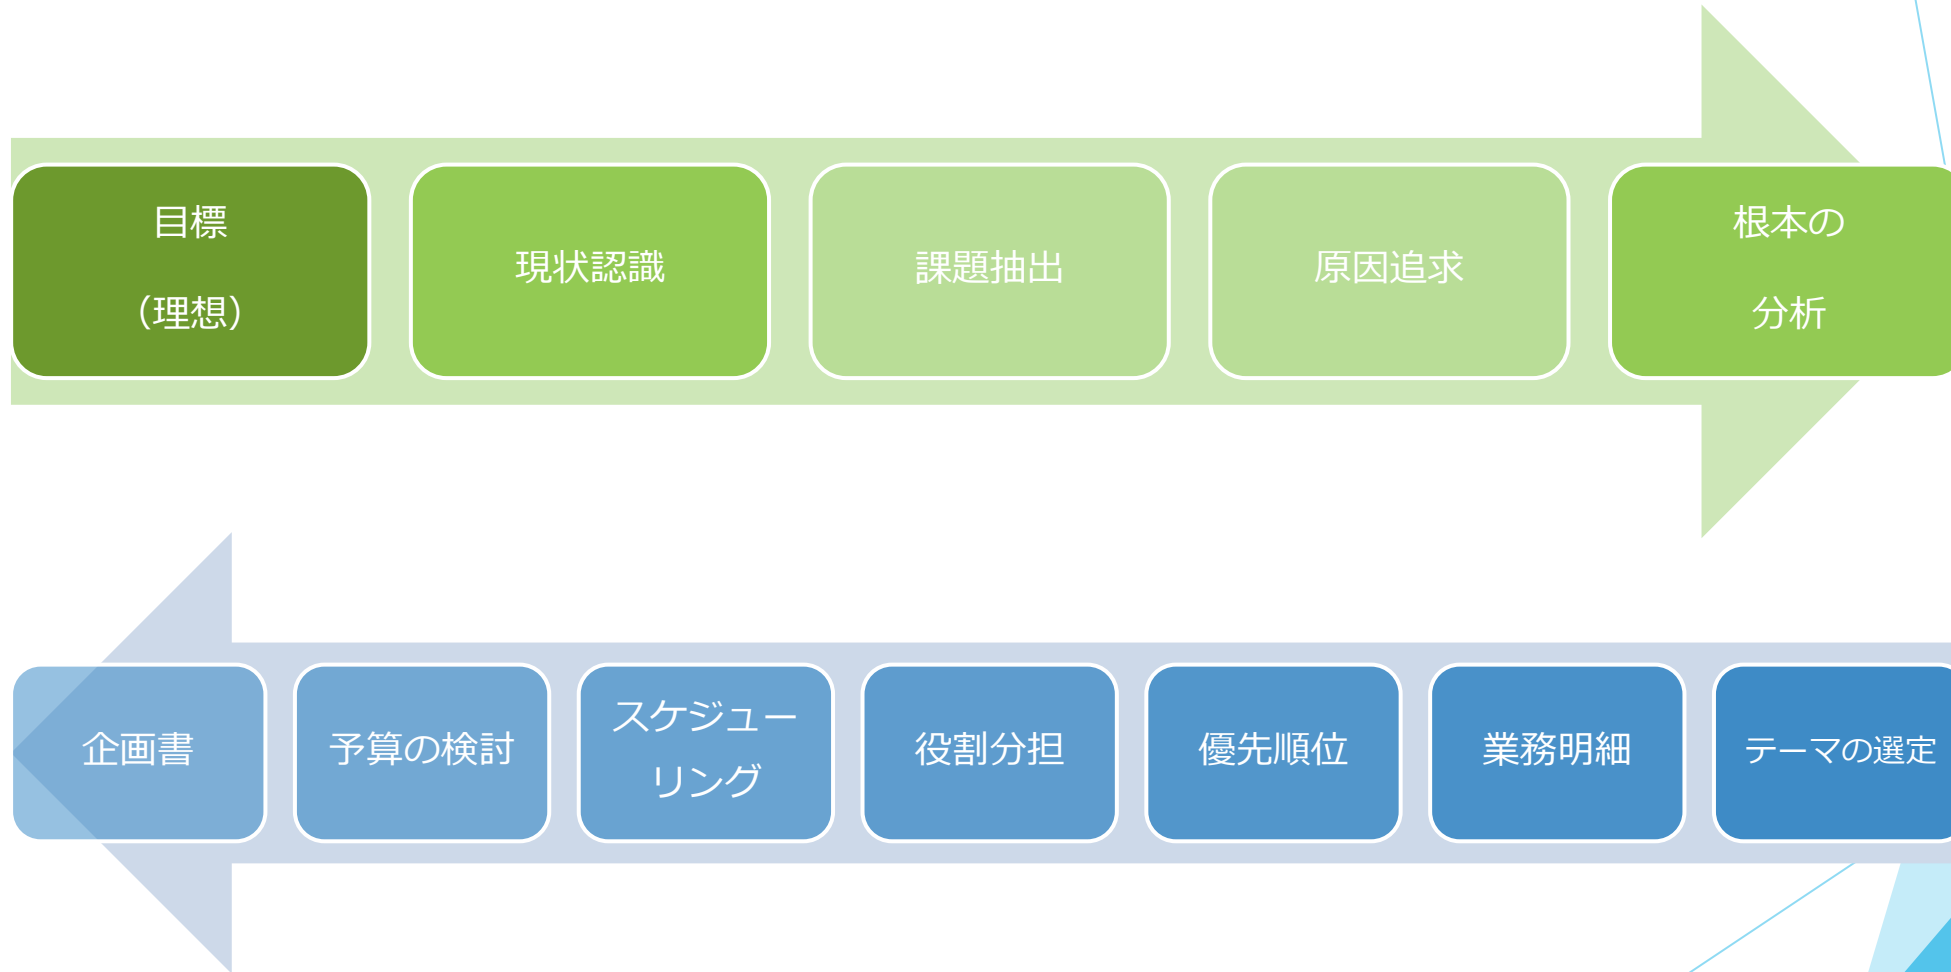 目標
（理想）
現状認識
課題抽出
原因追求
根本の
分析
企画書
予算の検討
スケジュー
リング
役割分担
優先順位
業務明細
テーマの選定